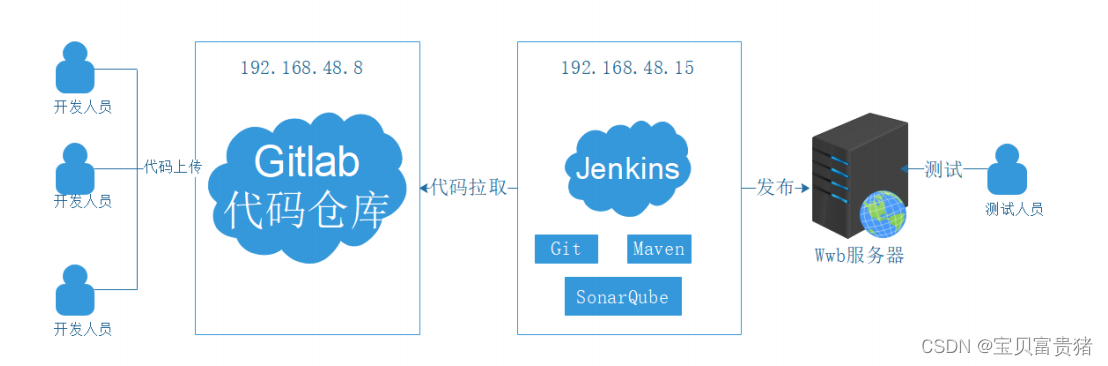 开发人员
开发人员
开发人员
代码上传
192.168.48.8
Gitlab
代码仓库
代码拉取
192.168.48.15
Jenkins
Git
Maven
SonarQube
发布
Wwb服务器
测试
测试人员
CSDN @宝贝富贵猪